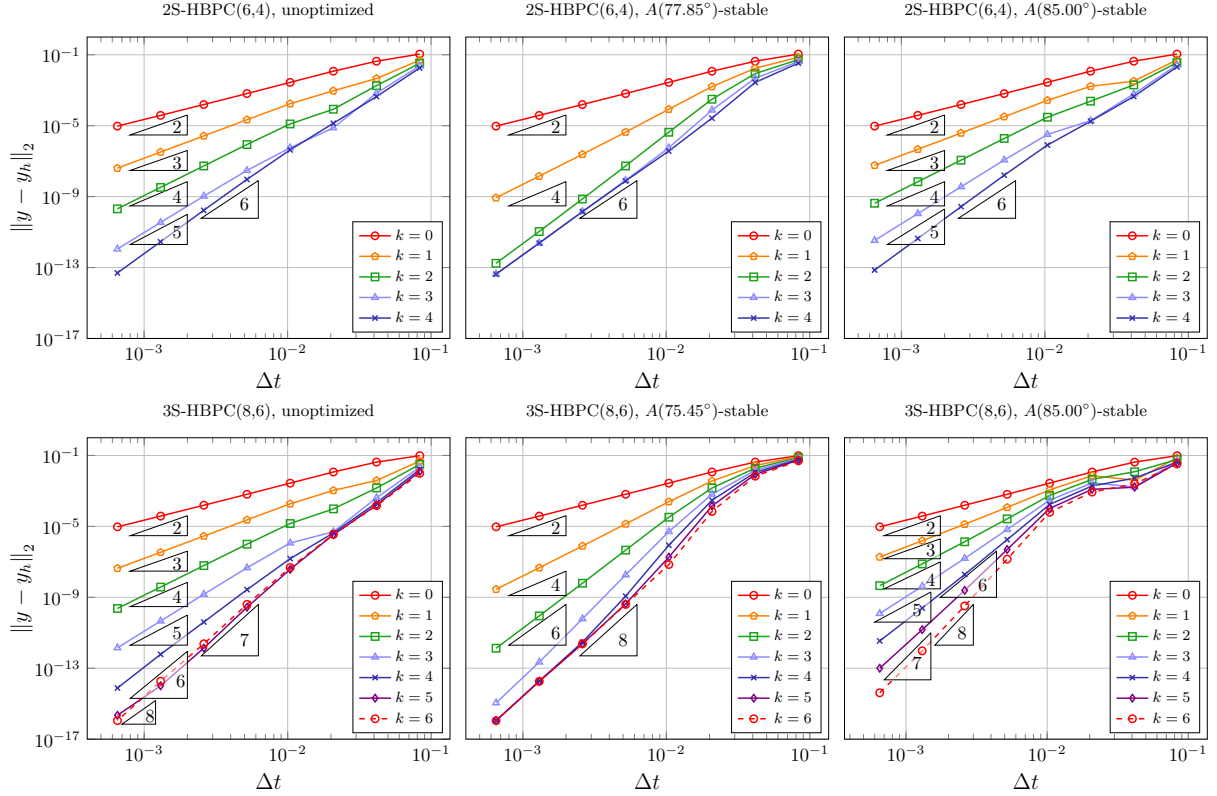 2S-HBPC(6,4), unoptimized
10⁻¹
10⁻⁵
10⁻⁹
10⁻¹³
10⁻¹⁷
‖y − y_h‖₂
2
3
4
5
6
k = 0
k = 1
k = 2
k = 3
k = 4
10⁻³ 10⁻² 10⁻¹
Δt
2S-HBPC(6,4), A(77.85°)-stable
2
4
6
k = 0
k = 1
k = 2
k = 3
k = 4
10⁻³ 10⁻² 10⁻¹
Δt
2S-HBPC(6,4), A(85.00°)-stable
2
3
4
5
6
k = 0
k = 1
k = 2
k = 3
k = 4
10⁻³ 10⁻² 10⁻¹
Δt
3S-HBPC(8,6), unoptimized
10⁻¹
10⁻⁵
10⁻⁹
10⁻¹³
10⁻¹⁷
‖y − y_h‖₂
2
3
4
5
7
6
8
k = 0
k = 1
k = 2
k = 3
k = 4
k = 5
k = 6
10⁻³ 10⁻² 10⁻¹
Δt
3S-HBPC(8,6), A(75.45°)-stable
2
4
6
8
k = 0
k = 1
k = 2
k = 3
k = 4
k = 5
k = 6
10⁻³ 10⁻² 10⁻¹
Δt
3S-HBPC(8,6), A(85.00°)-stable
2
3
4
6
5
8
7
k = 0
k = 1
k = 2
k = 3
k = 4
k = 5
k = 6
10⁻³ 10⁻² 10⁻¹
Δt